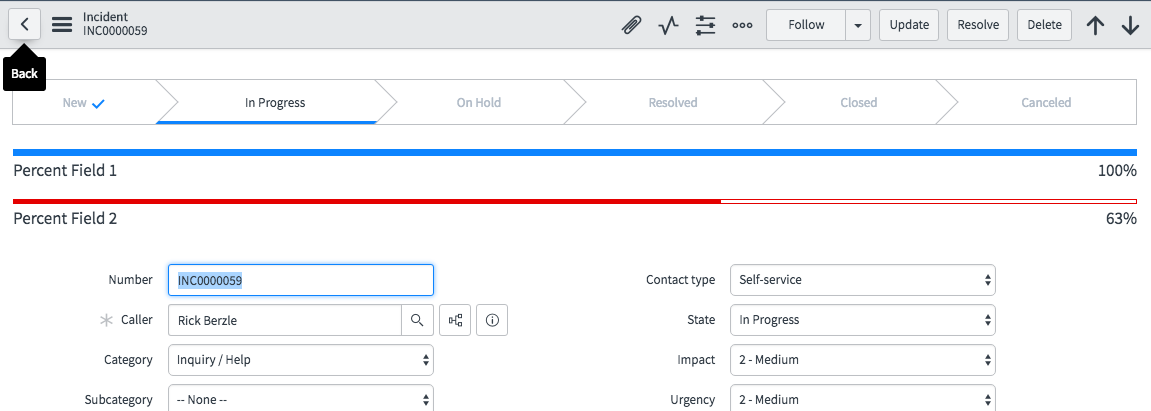 Incident
INC0000059
Follow
Update
Resolve
Delete
Back
New
In Progress
On Hold
Resolved
Closed
Canceled
Percent Field 1
100%
Percent Field 2
63%
Number
INC0000059
Contact type
Self-service
Caller
Rick Berzle
State
In Progress
Category
Inquiry / Help
Impact
2 - Medium
Subcategory
-- None --
Urgency
2 - Medium